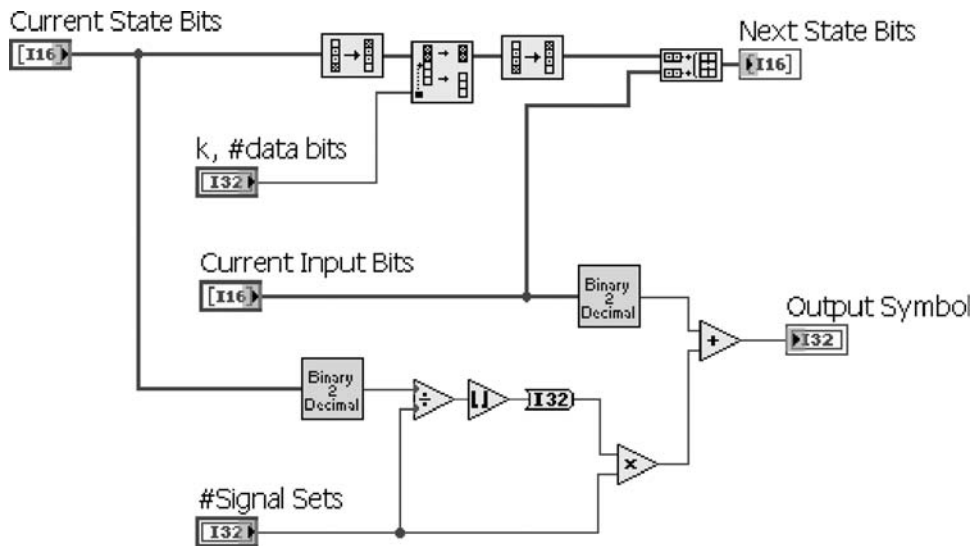 Current State Bits
[I16]
Next State Bits
[I16]
k, #data bits
I32
Current Input Bits
[I16]
Binary
2
Decimal
Output Symbol
I32
+
Binary
2
Decimal
÷
I32
×
#Signal Sets
I32